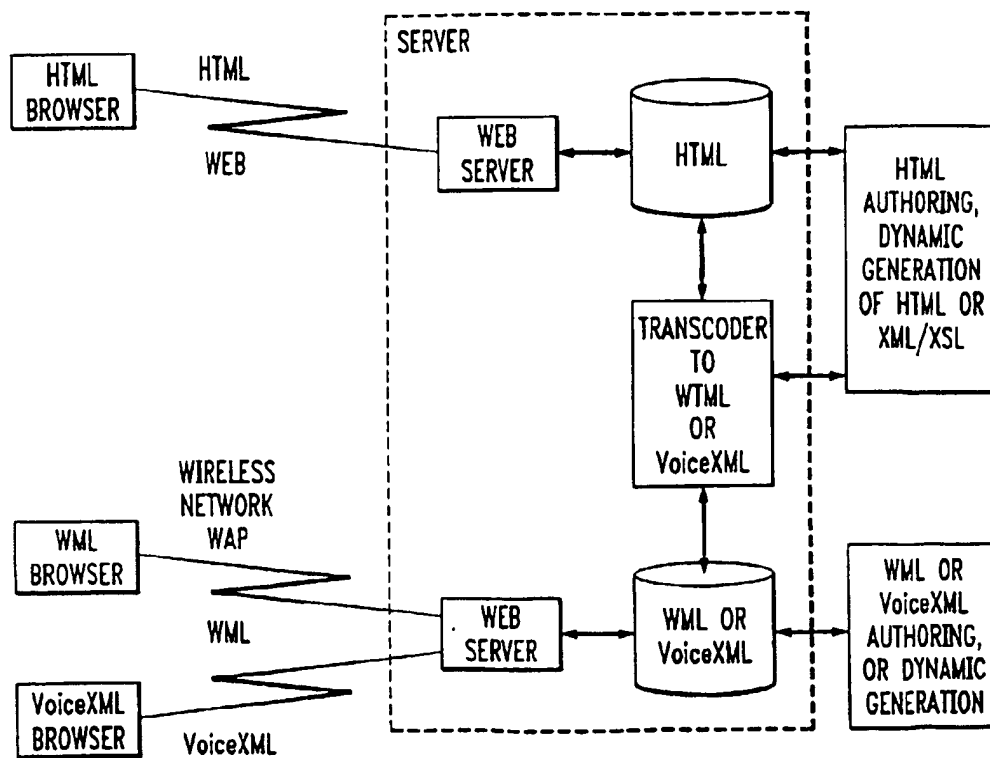 SERVER
HTML
BROWSER
HTML
WEB
WEB
SERVER
HTML
HTML
AUTHORING,
DYNAMIC
GENERATION
OF HTML OR
XML/XSL
TRANSCODER
TO
WTML
OR
VoiceXML
WIRELESS
NETWORK
WAP
WML
BROWSER
WML
WEB
SERVER
WML OR
VoiceXML
WML OR
VoiceXML
AUTHORING,
OR DYNAMIC
GENERATION
VoiceXML
BROWSER
VoiceXML